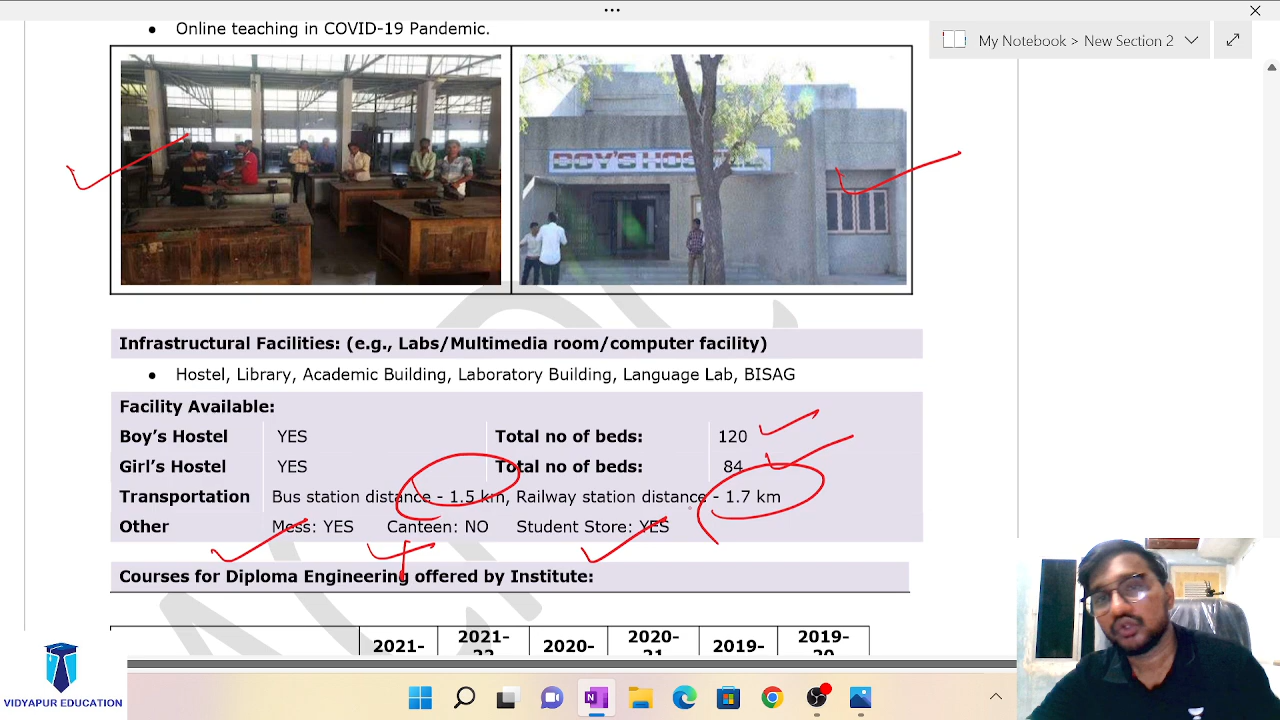 ...
My Notebook > New Section 2
• Online teaching in COVID-19 Pandemic.
BOY'S HOSTEL
Infrastructural Facilities: (e.g., Labs/Multimedia room/computer facility)
• Hostel, Library, Academic Building, Laboratory Building, Language Lab, BISAG
Facility Available:
Boy's Hostel YES Total no of beds: 120
Girl's Hostel YES Total no of beds: 84
Transportation Bus station distance - 1.5 km, Railway station distance - 1.7 km
Other Mess: YES Canteen: NO Student Store: YES
Courses for Diploma Engineering offered by Institute:
2021- 2021- 2020- 2020- 2019- 2019-
VIDYAPUR EDUCATION